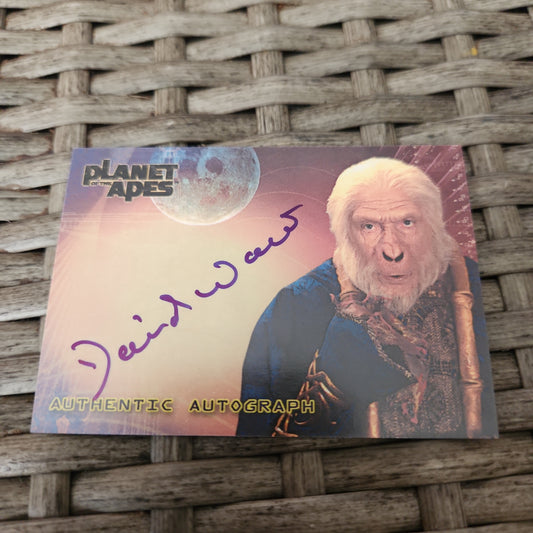 PLANET
OF THE
APES
David Warner
AUTHENTIC AUTOGRAPH